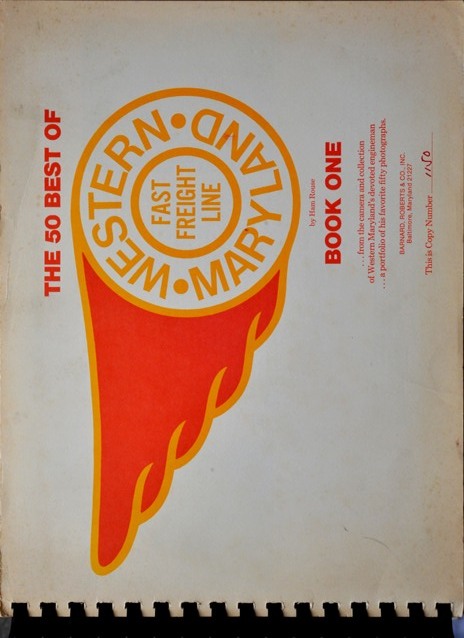 THE 50 BEST OF
WESTERN • MARYLAND •
FAST
FREIGHT
LINE
by Ham Rouse
BOOK ONE
. . . from the camera and collection
of Western Maryland's devoted engineman
. . . a portfolio of his favorite fifty photographs.
BARNARD, ROBERTS & CO., INC.
Baltimore, Maryland 21227
This is Copy Number 1150